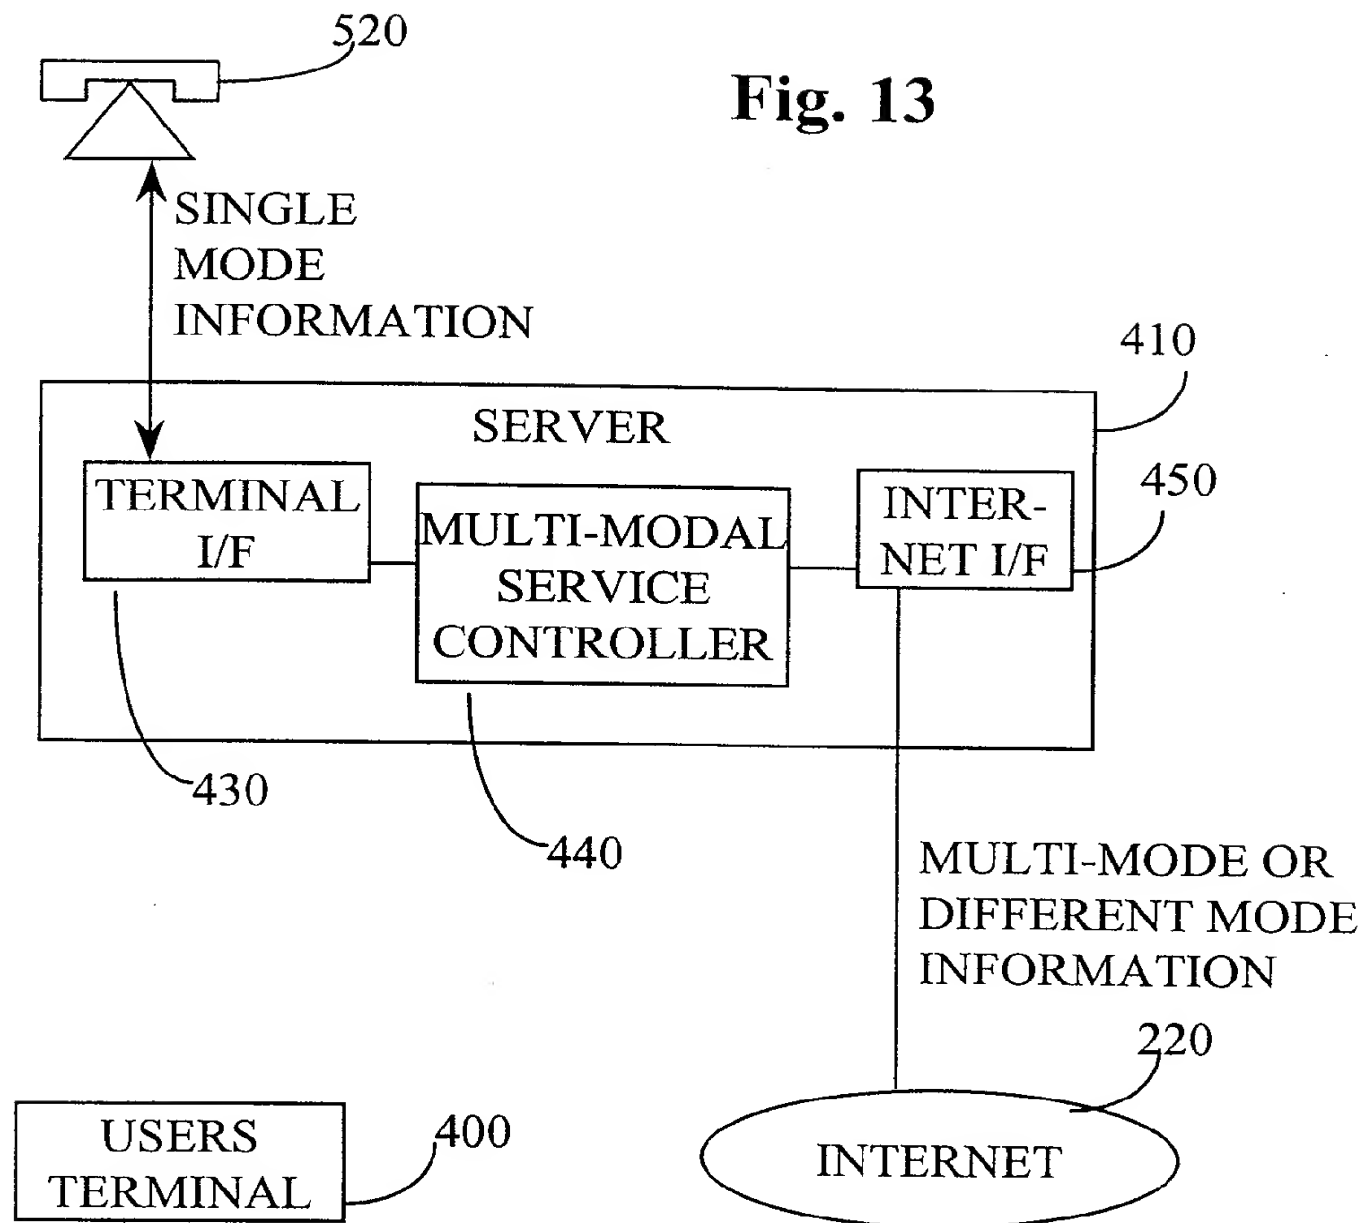 520
Fig. 13
SINGLE
MODE
INFORMATION
410
SERVER
450
TERMINAL
I/F
MULTI-MODAL
SERVICE
CONTROLLER
INTER-
NET I/F
430
440
MULTI-MODE OR
DIFFERENT MODE
INFORMATION
220
USERS
TERMINAL
400
INTERNET